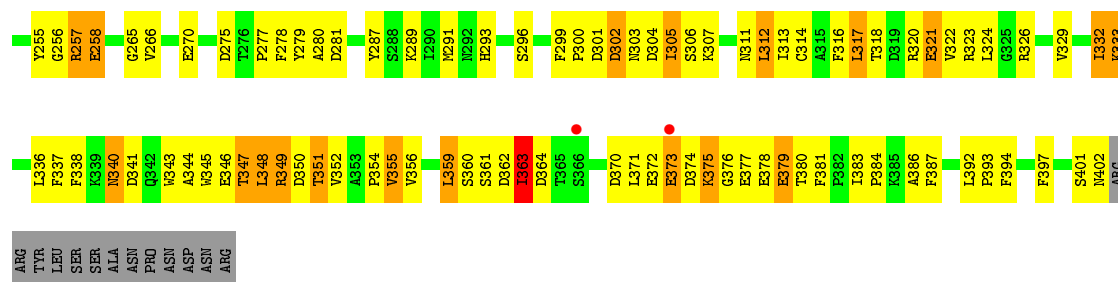 Y255 G256 R257 E258 G265 V266 E270 D275 T276 P277 F278 Y279 A280 D281 Y287 S288 K289 I290 M291 N292 H293 S296 F299 P300 D301 D302 N303 D304 I305 S306 K307 N311 L312 I313 C314 A315 F316 L317 T318 D319 R320 E321 V322 R323 L324 G325 R326 V329 I332 K333
L336 F337 F338 K339 N340 D341 Q342 W343 A344 W345 E346 T347 L348 R349 D350 T351 V352 A353 P354 V355 V356 L359 S360 S361 D362 I363 D364 T365 S366 D370 L371 E372 E373 D374 K375 G376 E377 E378 E379 T380 F381 P382 I383 P384 K385 A386 F387 L392 P393 F394 F397 S401 N402 ARG
ARG TYR LEU SER SER ALA ASN PRO ASN ASP ASN ARG